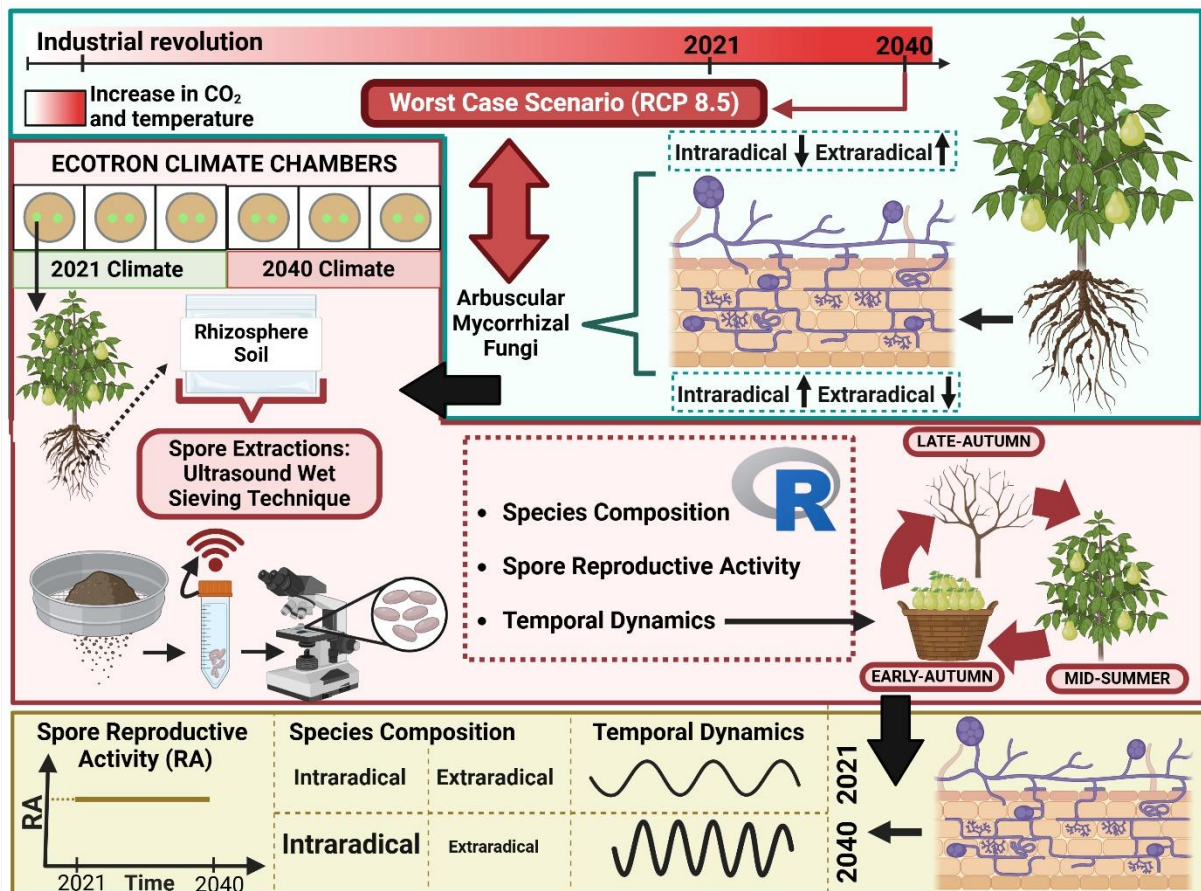 Industrial revolution
2021
2040
Increase in CO₂
and temperature
Worst Case Scenario (RCP 8.5)
Intraradical Extraradical
Arbuscular
Mycorrhizal
Fungi
Intraradical Extraradical
ECOTRON CLIMATE CHAMBERS
2021 Climate
2040 Climate
Rhizosphere
Soil
Spore Extractions:
Ultrasound Wet
Sieving Technique
R
• Species Composition
• Spore Reproductive Activity
• Temporal Dynamics
LATE-AUTUMN
EARLY-AUTUMN
MID-SUMMER
Spore Reproductive
Activity (RA)
RA
2021 Time 2040
Species Composition
Intraradical Extraradical
Intraradical Extraradical
Temporal Dynamics
2021
2040